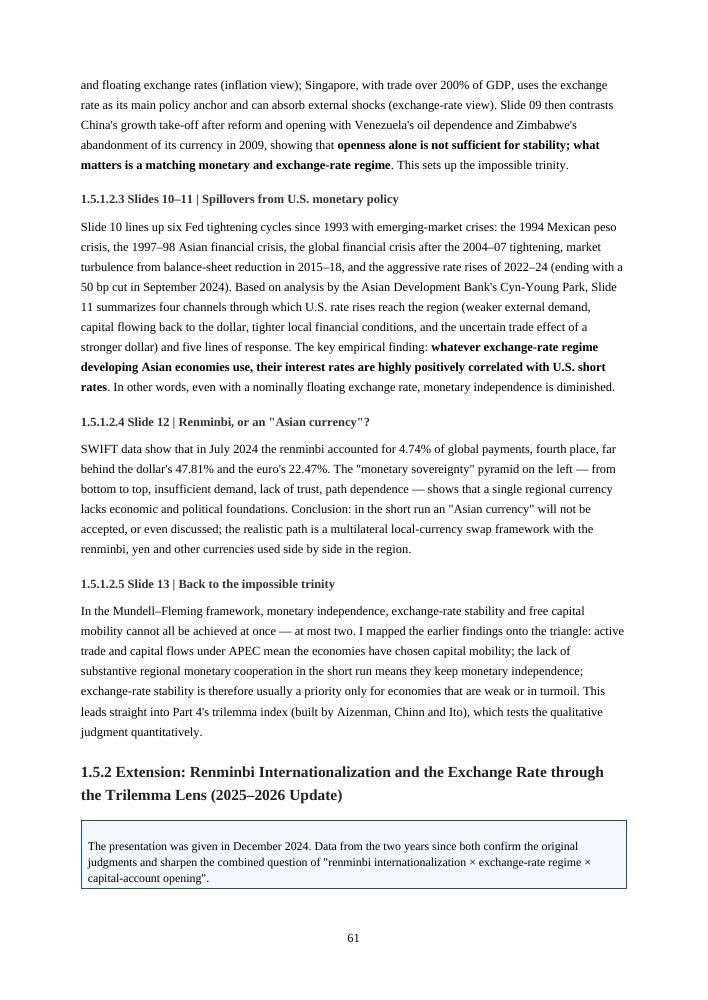 and floating exchange rates (inflation view); Singapore, with trade over 200% of GDP, uses the exchange
rate as its main policy anchor and can absorb external shocks (exchange-rate view). Slide 09 then contrasts
China's growth take-off after reform and opening with Venezuela's oil dependence and Zimbabwe's
abandonment of its currency in 2009, showing that openness alone is not sufficient for stability; what
matters is a matching monetary and exchange-rate regime. This sets up the impossible trinity.
1.5.1.2.3 Slides 10–11 | Spillovers from U.S. monetary policy
Slide 10 lines up six Fed tightening cycles since 1993 with emerging-market crises: the 1994 Mexican peso
crisis, the 1997–98 Asian financial crisis, the global financial crisis after the 2004–07 tightening, market
turbulence from balance-sheet reduction in 2015–18, and the aggressive rate rises of 2022–24 (ending with a
50 bp cut in September 2024). Based on analysis by the Asian Development Bank's Cyn-Young Park, Slide
11 summarizes four channels through which U.S. rate rises reach the region (weaker external demand,
capital flowing back to the dollar, tighter local financial conditions, and the uncertain trade effect of a
stronger dollar) and five lines of response. The key empirical finding: whatever exchange-rate regime
developing Asian economies use, their interest rates are highly positively correlated with U.S. short
rates. In other words, even with a nominally floating exchange rate, monetary independence is diminished.
1.5.1.2.4 Slide 12 | Renminbi, or an "Asian currency"?
SWIFT data show that in July 2024 the renminbi accounted for 4.74% of global payments, fourth place, far
behind the dollar's 47.81% and the euro's 22.47%. The "monetary sovereignty" pyramid on the left — from
bottom to top, insufficient demand, lack of trust, path dependence — shows that a single regional currency
lacks economic and political foundations. Conclusion: in the short run an "Asian currency" will not be
accepted, or even discussed; the realistic path is a multilateral local-currency swap framework with the
renminbi, yen and other currencies used side by side in the region.
1.5.1.2.5 Slide 13 | Back to the impossible trinity
In the Mundell–Fleming framework, monetary independence, exchange-rate stability and free capital
mobility cannot all be achieved at once — at most two. I mapped the earlier findings onto the triangle: active
trade and capital flows under APEC mean the economies have chosen capital mobility; the lack of
substantive regional monetary cooperation in the short run means they keep monetary independence;
exchange-rate stability is therefore usually a priority only for economies that are weak or in turmoil. This
leads straight into Part 4's trilemma index (built by Aizenman, Chinn and Ito), which tests the qualitative
judgment quantitatively.
1.5.2 Extension: Renminbi Internationalization and the Exchange Rate through
the Trilemma Lens (2025–2026 Update)
The presentation was given in December 2024. Data from the two years since both confirm the original
judgments and sharpen the combined question of "renminbi internationalization × exchange-rate regime ×
capital-account opening".
61